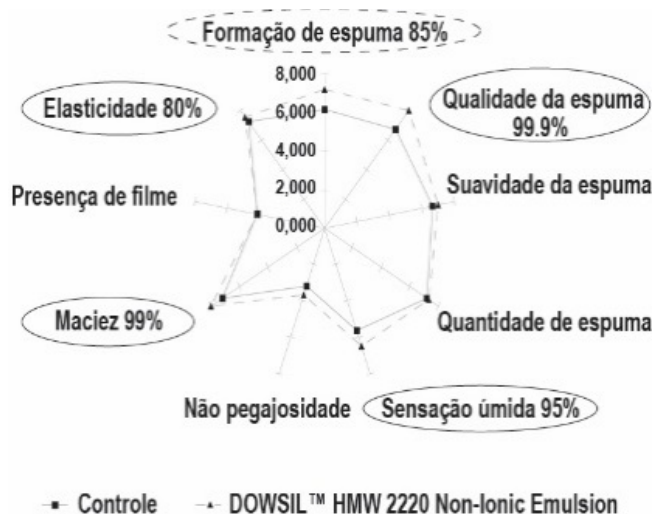 Formação de espuma 85%
8,000
6,000
4,000
2,000
0,000
Elasticidade 80%
Qualidade da espuma
99.9%
Presença de filme
Suavidade da espuma
Maciez 99%
Quantidade de espuma
Não pegajosidade
Sensação úmida 95%
Controle
DOWSIL™ HMW 2220 Non-Ionic Emulsion